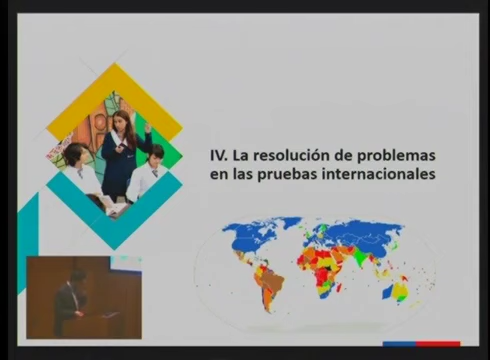 IV. La resolución de problemas
en las pruebas internacionales